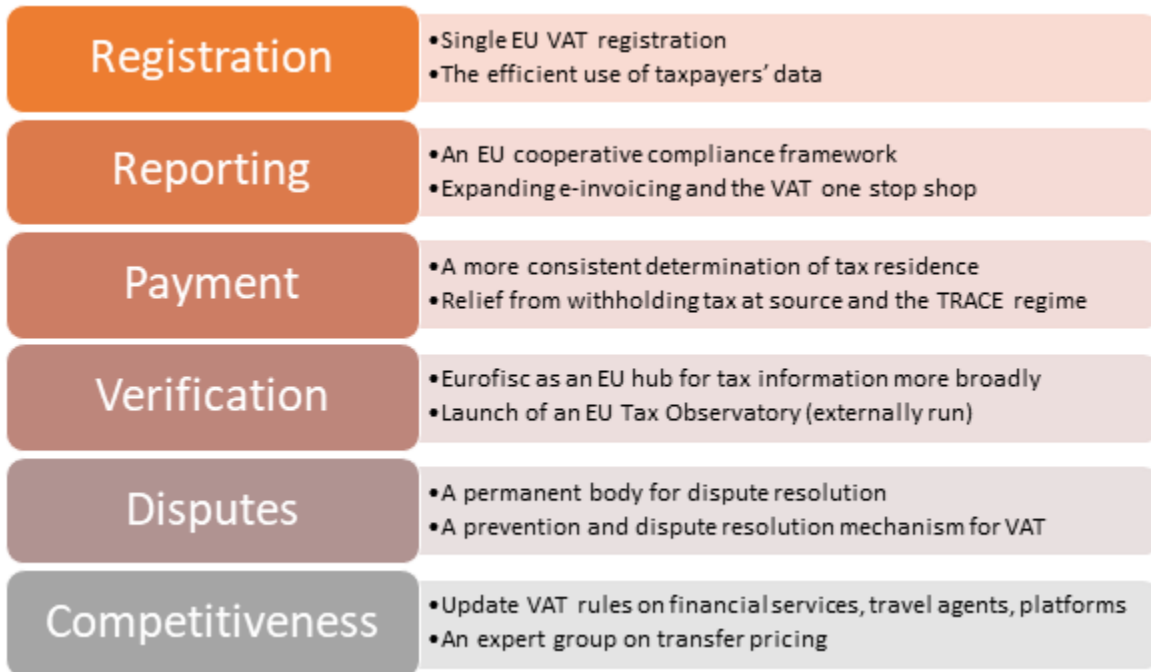 Registration
•Single EU VAT registration
•The efficient use of taxpayers’ data
Reporting
•An EU cooperative compliance framework
•Expanding e-invoicing and the VAT one stop shop
Payment
•A more consistent determination of tax residence
•Relief from withholding tax at source and the TRACE regime
Verification
•Eurofisc as an EU hub for tax information more broadly
•Launch of an EU Tax Observatory (externally run)
Disputes
•A permanent body for dispute resolution
•A prevention and dispute resolution mechanism for VAT
Competitiveness
•Update VAT rules on financial services, travel agents, platforms
•An expert group on transfer pricing